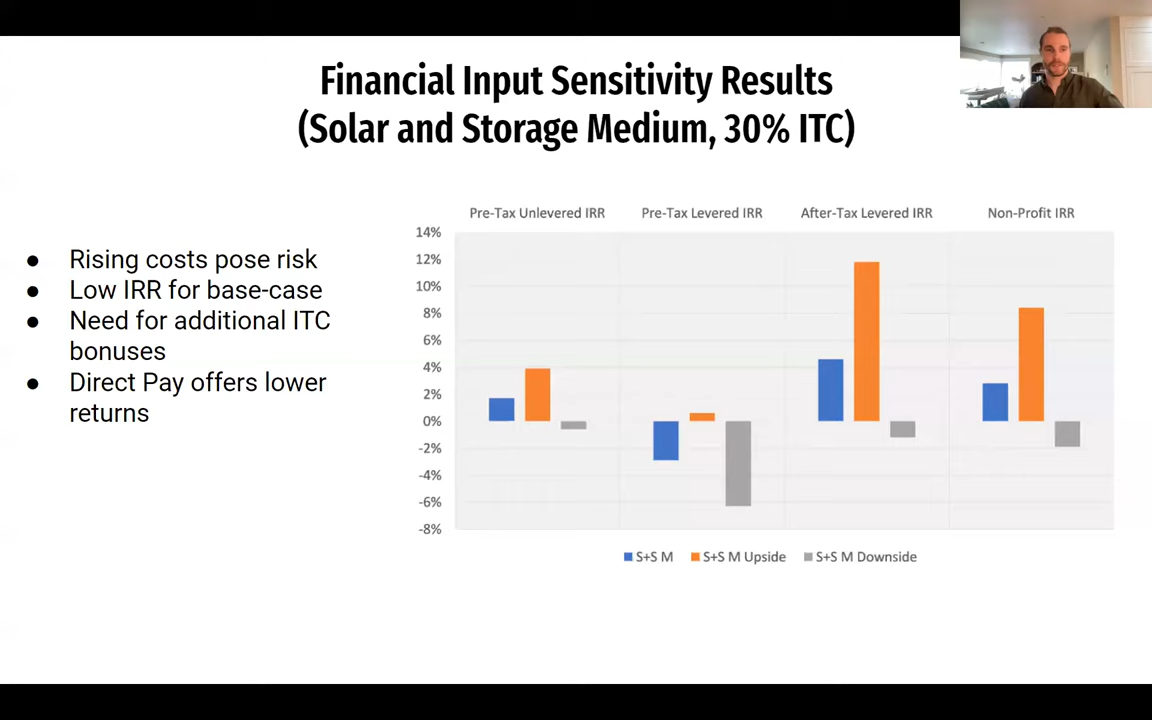 Financial Input Sensitivity Results
(Solar and Storage Medium, 30% ITC)
● Rising costs pose risk
● Low IRR for base-case
● Need for additional ITC
bonuses
● Direct Pay offers lower
returns
Pre-Tax Unlevered IRR Pre-Tax Levered IRR After-Tax Levered IRR Non-Profit IRR
14%
12%
10%
8%
6%
4%
2%
0%
-2%
-4%
-6%
-8%
S+S M S+S M Upside S+S M Downside